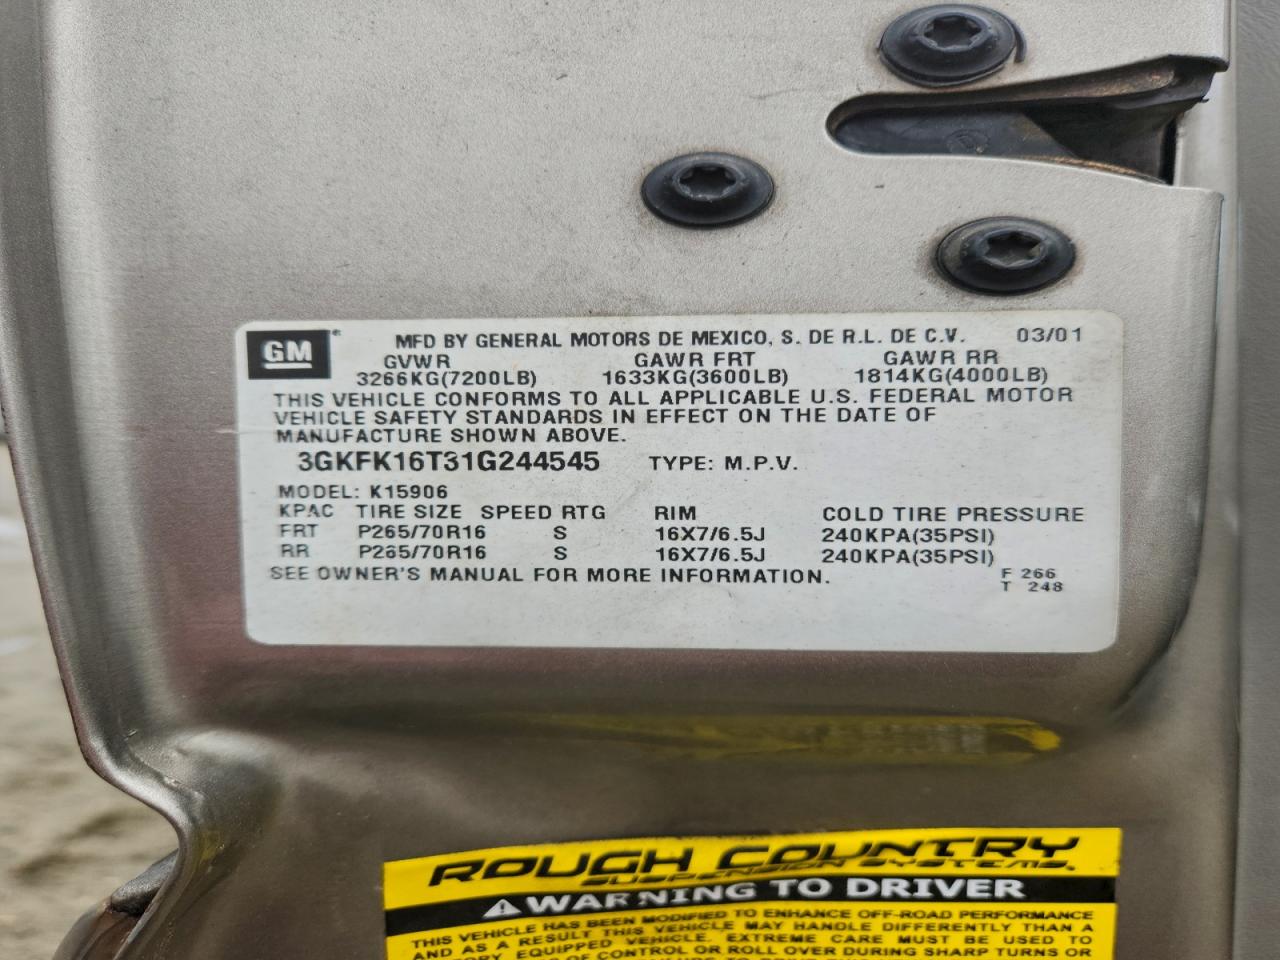 GM
MFD BY GENERAL MOTORS DE MEXICO, S. DE R.L. DE C.V. 03/01
GVWR GAWR FRT GAWR RR
3266KG(7200LB) 1633KG(3600LB) 1814KG(4000LB)
THIS VEHICLE CONFORMS TO ALL APPLICABLE U.S. FEDERAL MOTOR
VEHICLE SAFETY STANDARDS IN EFFECT ON THE DATE OF
MANUFACTURE SHOWN ABOVE.
3GKFK16T31G244545 TYPE: M.P.V.
MODEL: K15906
KPAC TIRE SIZE SPEED RTG RIM COLD TIRE PRESSURE
FRT P265/70R16 S 16X7/6.5J 240KPA(35PSI)
RR P265/70R16 S 16X7/6.5J 240KPA(35PSI)
SEE OWNER'S MANUAL FOR MORE INFORMATION. F 266
T 248
ROUGH COUNTRY
SUSPENSION SYSTEMS
WARNING TO DRIVER
THIS VEHICLE HAS BEEN MODIFIED TO ENHANCE OFF-ROAD PERFORMANCE
AND AS A RESULT THIS VEHICLE MAY HANDLE DIFFERENTLY THAN A
EQUIPPED VEHICLE. EXTREME CARE MUST BE USED TO
OF CONTROL OR ROLL OVER DURING SHARP TURNS OR